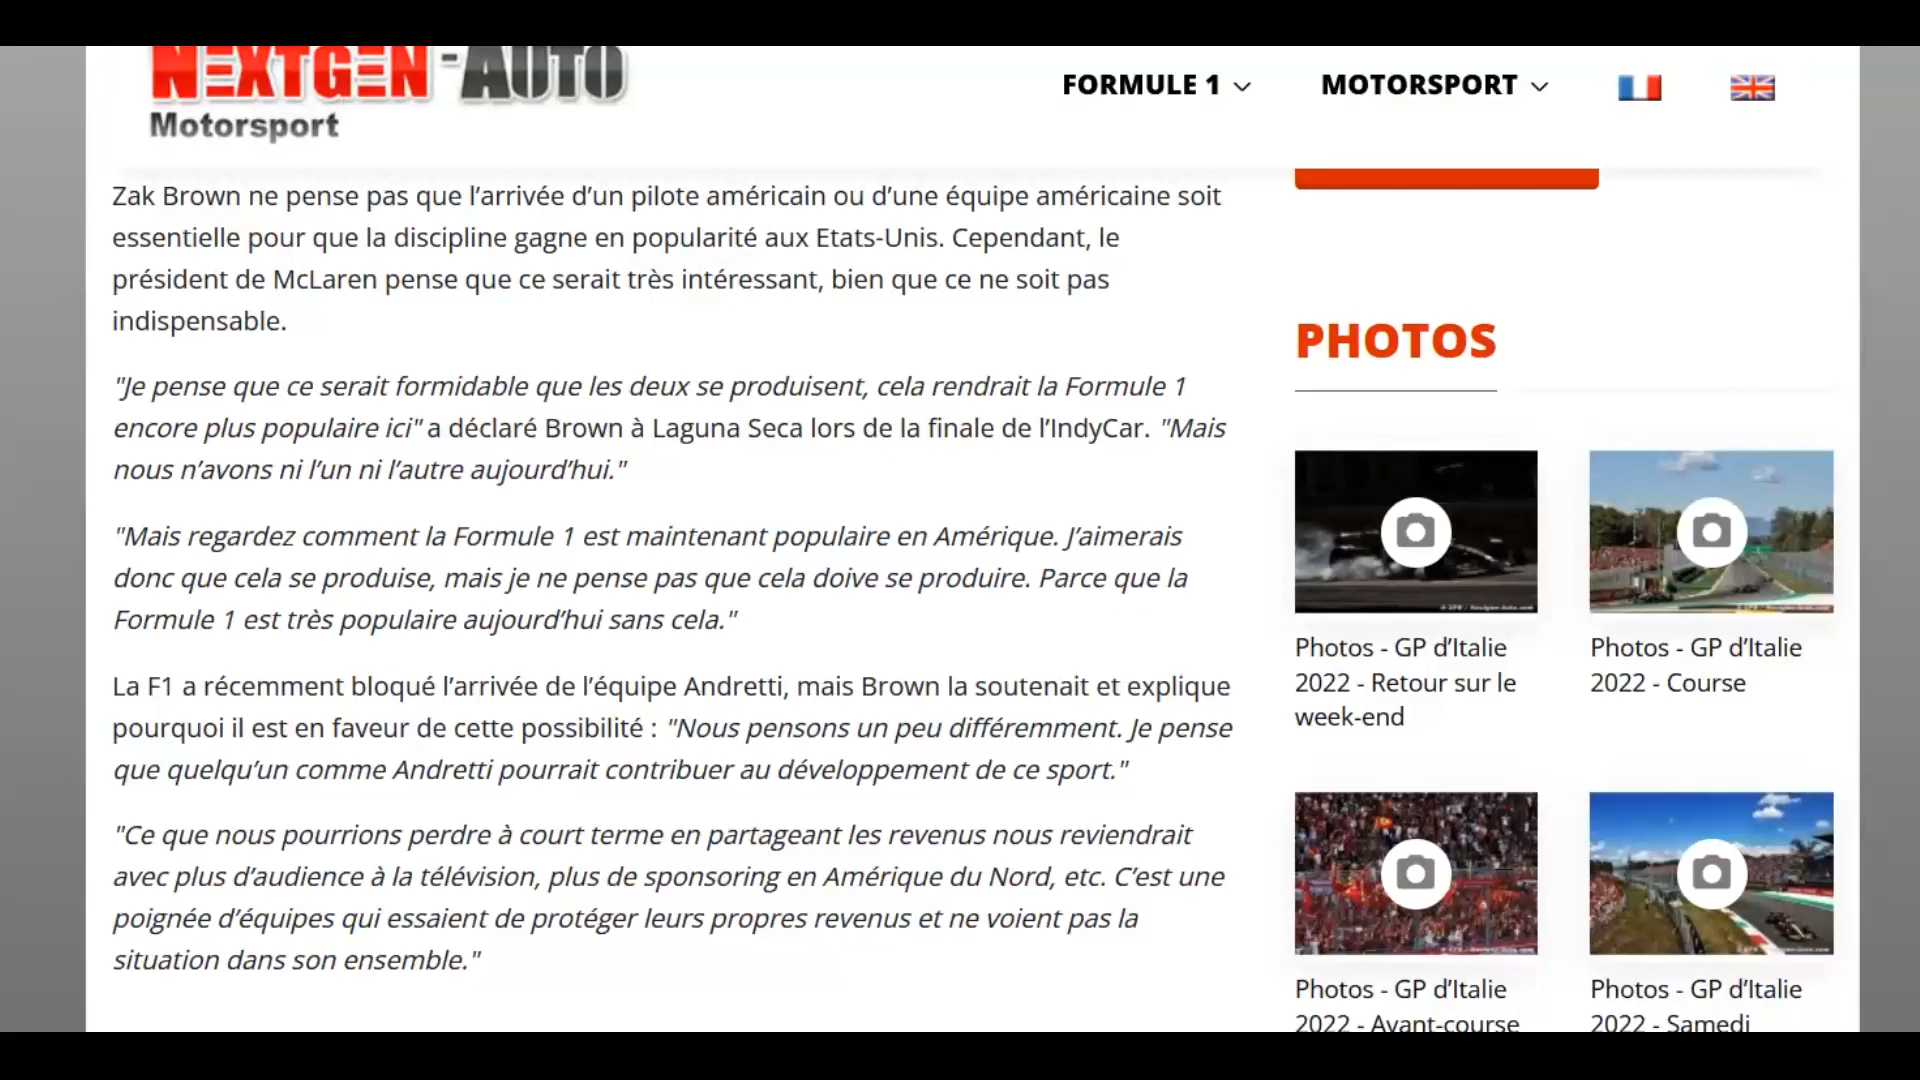 NEXTGEN-AUTO
Motorsport
FORMULE 1
MOTORSPORT
Zak Brown ne pense pas que l’arrivée d’un pilote américain ou d’une équipe américaine soit
essentielle pour que la discipline gagne en popularité aux Etats-Unis. Cependant, le
président de McLaren pense que ce serait très intéressant, bien que ce ne soit pas
indispensable.
"Je pense que ce serait formidable que les deux se produisent, cela rendrait la Formule 1
encore plus populaire ici" a déclaré Brown à Laguna Seca lors de la finale de l’IndyCar. "Mais
nous n’avons ni l’un ni l’autre aujourd’hui."
"Mais regardez comment la Formule 1 est maintenant populaire en Amérique. J’aimerais
donc que cela se produise, mais je ne pense pas que cela doive se produire. Parce que la
Formule 1 est très populaire aujourd’hui sans cela."
La F1 a récemment bloqué l’arrivée de l’équipe Andretti, mais Brown la soutenait et explique
pourquoi il est en faveur de cette possibilité : "Nous pensons un peu différemment. Je pense
que quelqu’un comme Andretti pourrait contribuer au développement de ce sport."
"Ce que nous pourrions perdre à court terme en partageant les revenus nous reviendrait
avec plus d’audience à la télévision, plus de sponsoring en Amérique du Nord, etc. C’est une
poignée d’équipes qui essaient de protéger leurs propres revenus et ne voient pas la
situation dans son ensemble."
PHOTOS
Photos - GP d’Italie
2022 - Retour sur le
week-end
Photos - GP d’Italie
2022 - Course
Photos - GP d’Italie
2022 - Avant-course
Photos - GP d’Italie
2022 - Samedi